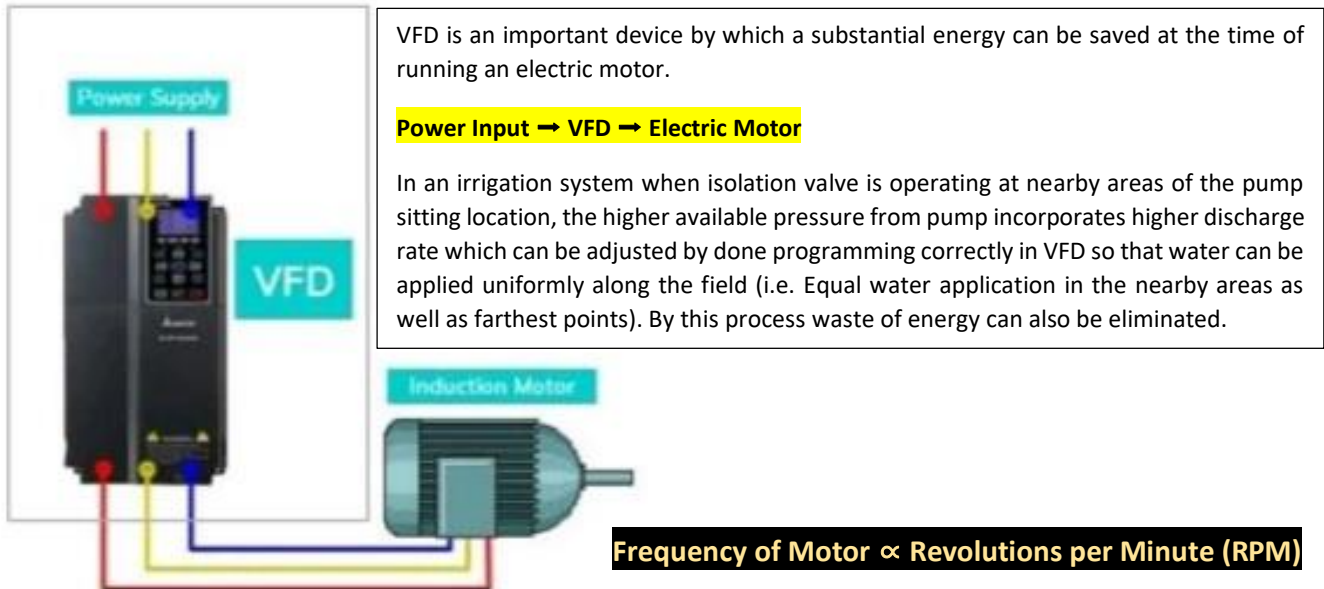 Power Supply
VFD
VFD is an important device by which a substantial energy can be saved at the time of
running an electric motor.
Power Input ➞ VFD ➞ Electric Motor
In an irrigation system when isolation valve is operating at nearby areas of the pump
sitting location, the higher available pressure from pump incorporates higher discharge
rate which can be adjusted by done programming correctly in VFD so that water can be
applied uniformly along the field (i.e. Equal water application in the nearby areas as
well as farthest points). By this process waste of energy can also be eliminated.
Induction Motor
Frequency of Motor ∝ Revolutions per Minute (RPM)